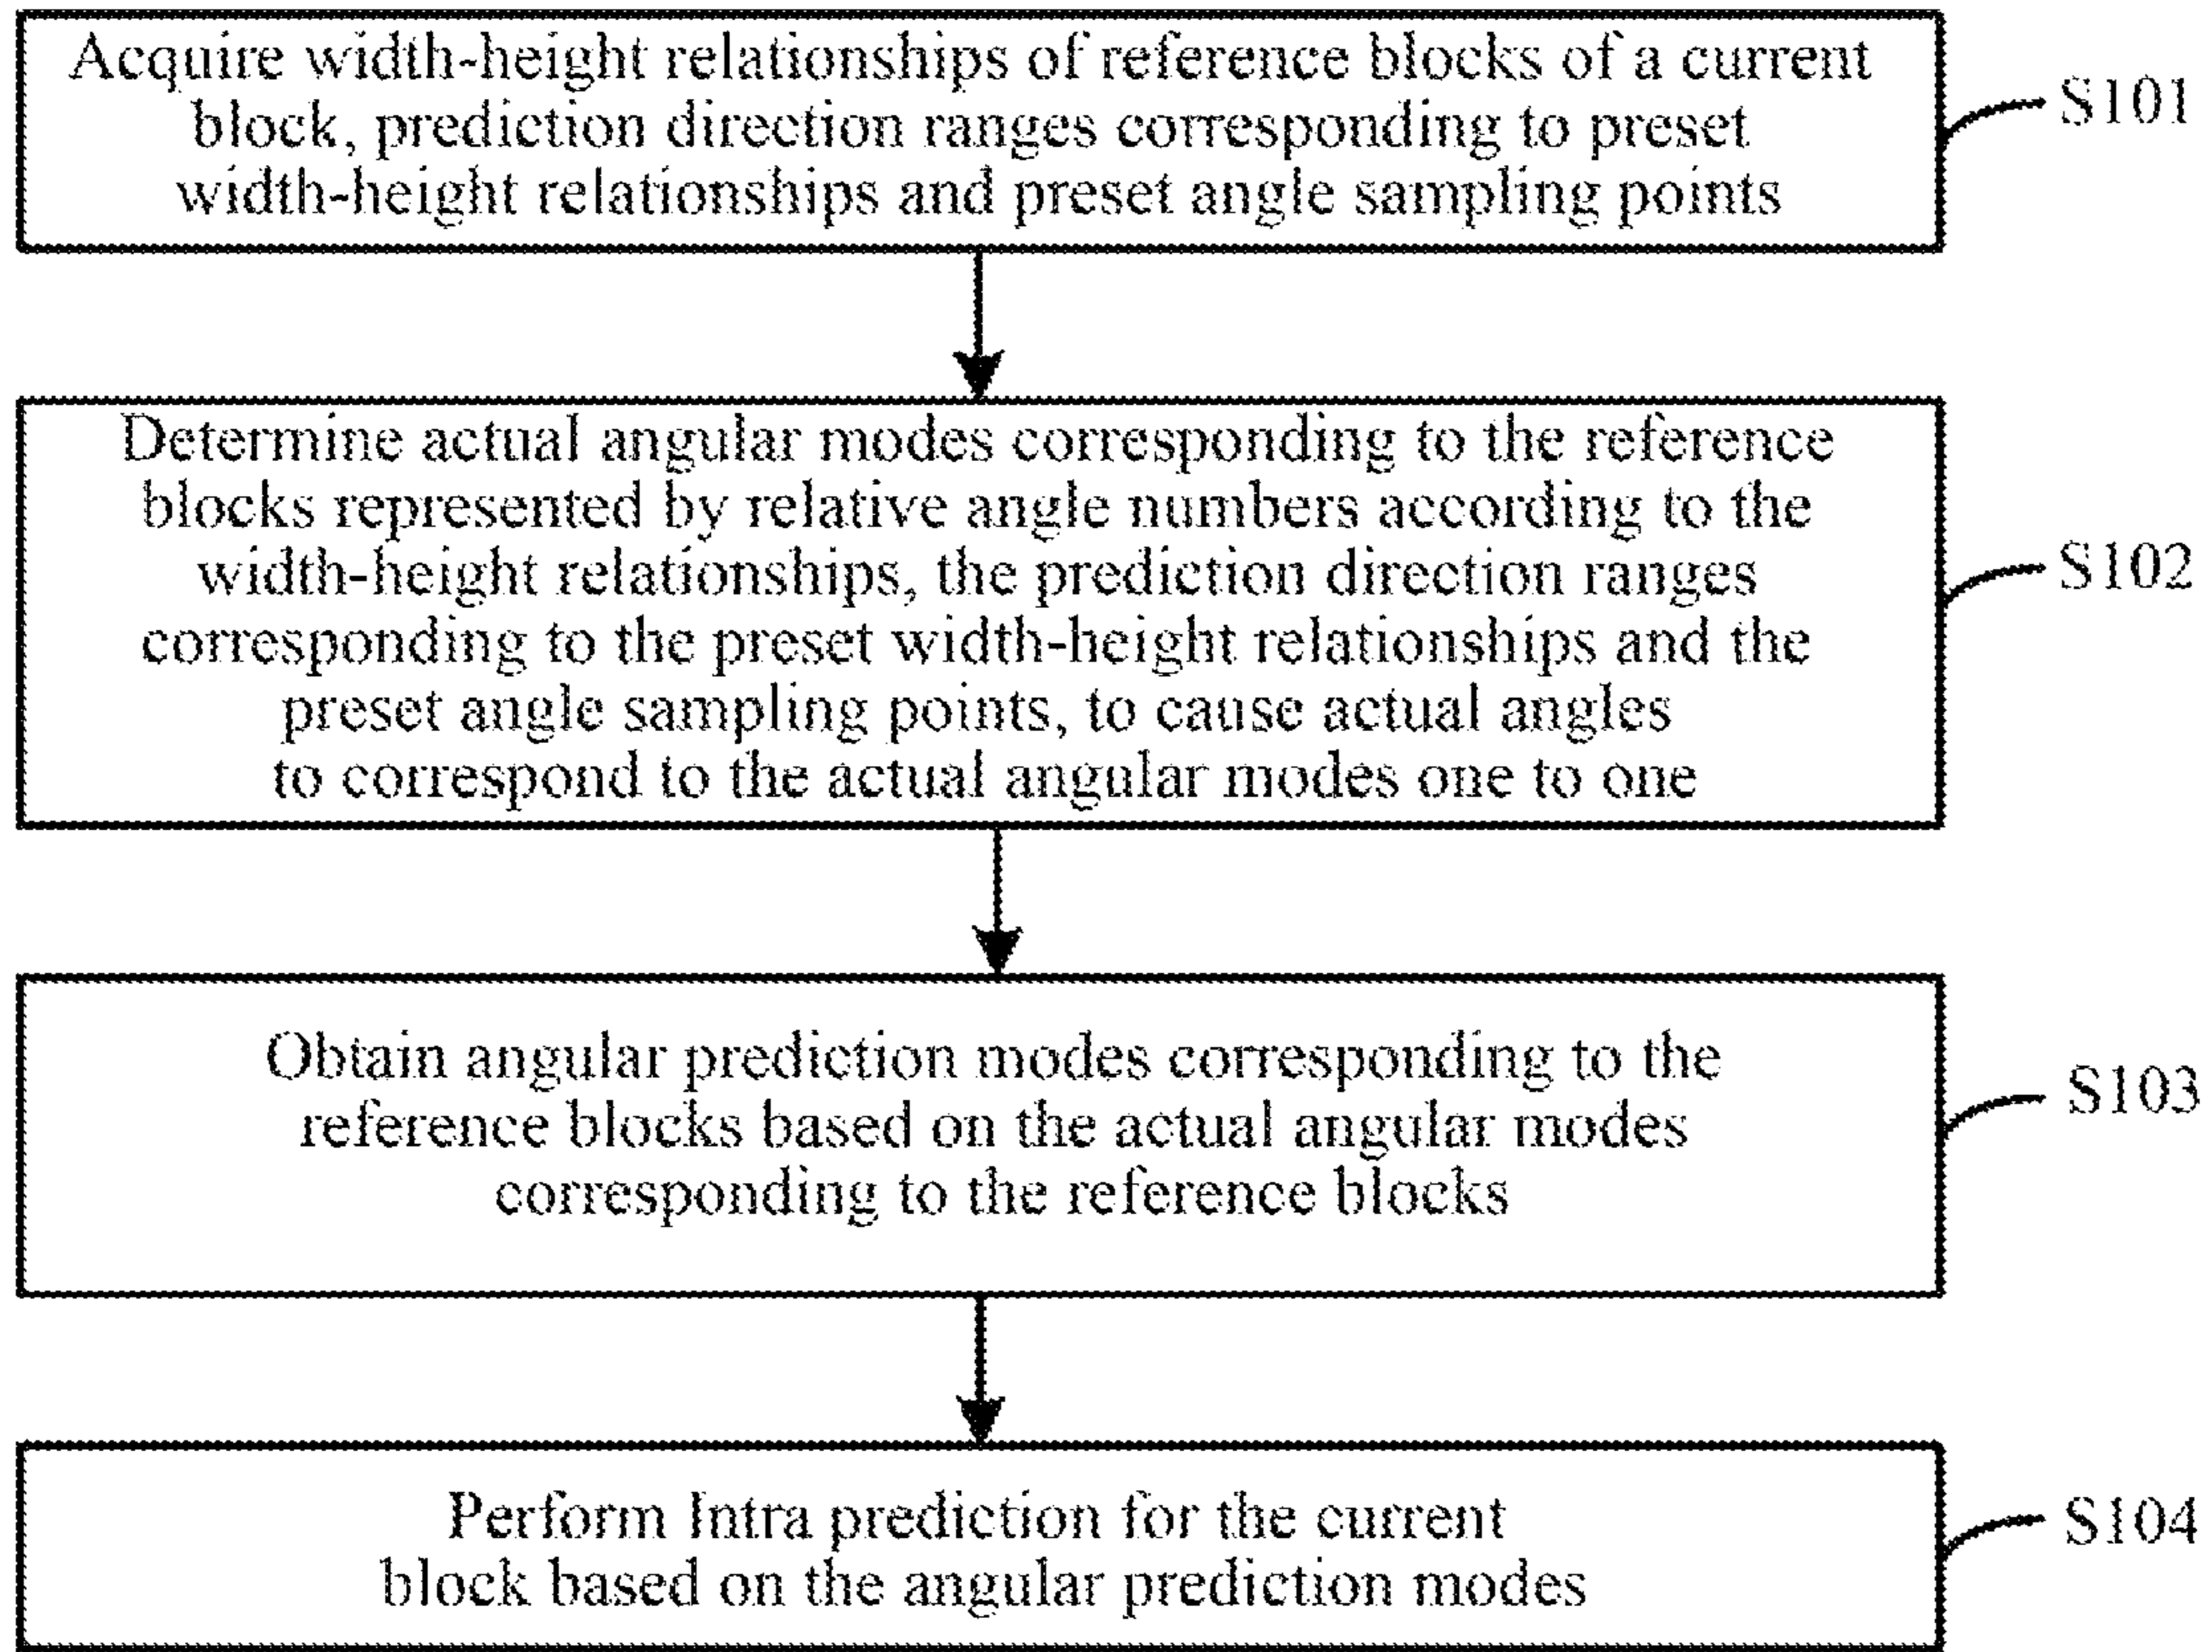 Acquire width-height relationships of reference blocks of a current
block, prediction direction ranges corresponding to preset
width-height relationships and preset angle sampling points
S101
Determine actual angular modes corresponding to the reference
blocks represented by relative angle numbers according to the
width-height relationships, the prediction direction ranges
corresponding to the preset width-height relationships and the
preset angle sampling points, to cause actual angles
to correspond to the actual angular modes one to one
S102
Obtain angular prediction modes corresponding to the
reference blocks based on the actual angular modes
corresponding to the reference blocks
S103
Perform Intra prediction for the current
block based on the angular prediction modes
S104